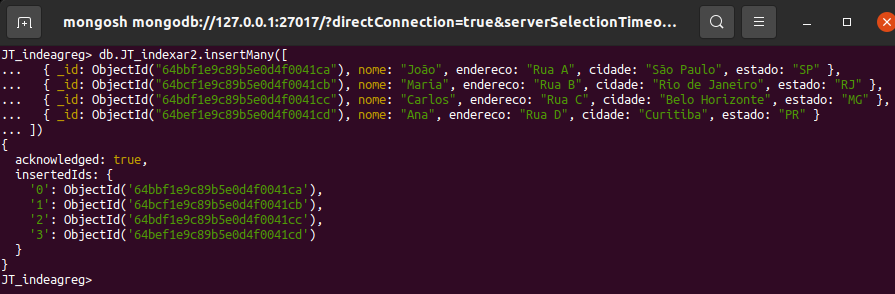 mongosh mongodb://127.0.0.1:27017/?directConnection=true&serverSelectionTimeo...
JT_indeagreg> db.JT_indexar2.insertMany([
...   { _id: ObjectId("64bbf1e9c89b5e0d4f0041ca"), nome: "João", endereco: "Rua A", cidade: "São Paulo", estado: "SP" },
...   { _id: ObjectId("64bcf1e9c89b5e0d4f0041cb"), nome: "Maria", endereco: "Rua B", cidade: "Rio de Janeiro", estado: "RJ" },
...   { _id: ObjectId("64bdf1e9c89b5e0d4f0041cc"), nome: "Carlos", endereco: "Rua C", cidade: "Belo Horizonte", estado: "MG" },
...   { _id: ObjectId("64bef1e9c89b5e0d4f0041cd"), nome: "Ana", endereco: "Rua D", cidade: "Curitiba", estado: "PR" }
... ])
{
  acknowledged: true,
  insertedIds: {
    '0': ObjectId('64bbf1e9c89b5e0d4f0041ca'),
    '1': ObjectId('64bcf1e9c89b5e0d4f0041cb'),
    '2': ObjectId('64bdf1e9c89b5e0d4f0041cc'),
    '3': ObjectId('64bef1e9c89b5e0d4f0041cd')
  }
}
JT_indeagreg>